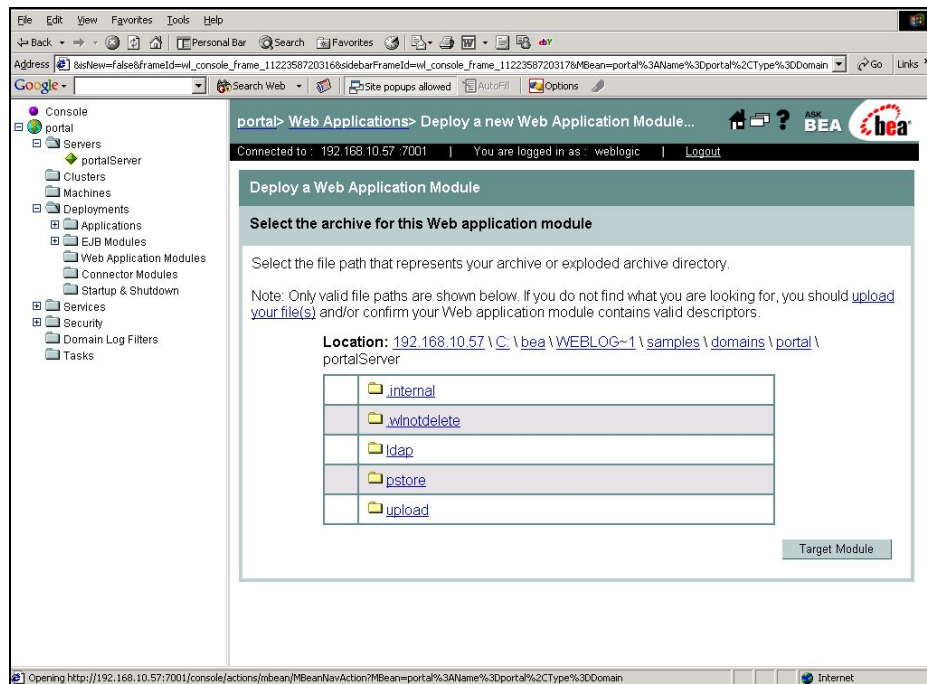 File Edit View Favorites Tools Help
Back Personal Bar Search Favorites
Address &isNew=false&frameId=wl_console_frame_1122358720316&sidebarFrameId=wl_console_frame_1122358720317&MBean=portal%3AName%3Dportal%2CType%3DDomain Go Links
Google Search Web Site popups allowed AutoFill Options
Console
portal
Servers
portalServer
Clusters
Machines
Deployments
Applications
EJB Modules
Web Application Modules
Connector Modules
Startup & Shutdown
Services
Security
Domain Log Filters
Tasks
portal> Web Applications> Deploy a new Web Application Module... ? ASK BEA bea
Connected to : 192.168.10.57 :7001 | You are logged in as : weblogic | Logout
Deploy a Web Application Module
Select the archive for this Web application module
Select the file path that represents your archive or exploded archive directory.
Note: Only valid file paths are shown below. If you do not find what you are looking for, you should upload
your file(s) and/or confirm your Web application module contains valid descriptors.
Location: 192.168.10.57 \ C: \ bea \ WEBLOG~1 \ samples \ domains \ portal \
portalServer
.internal
.wlnotdelete
ldap
pstore
upload
Target Module
Opening http://192.168.10.57:7001/console/actions/mbean/MBeanNavAction?MBean=portal%3AName%3Dportal%2CType%3DDomain Internet